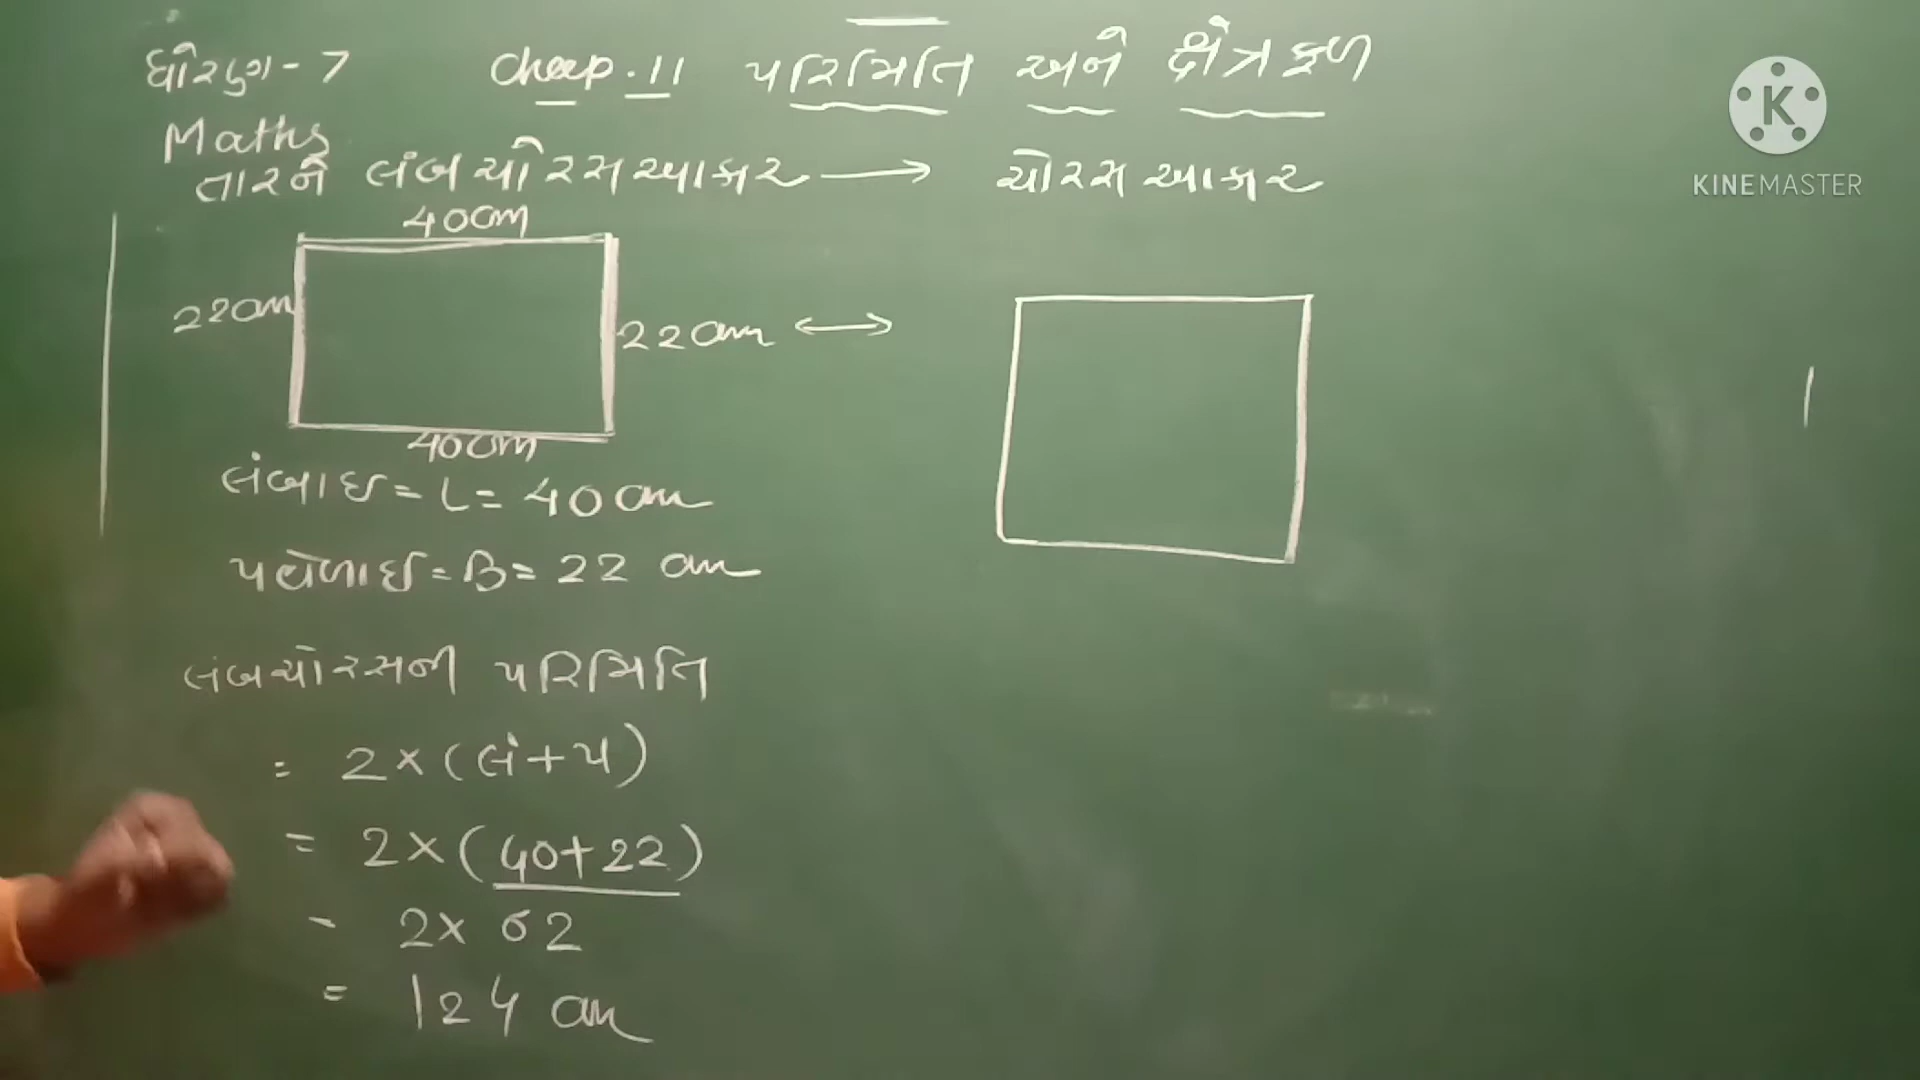 ધોરણ - 7 Chap. 11 પરિમિતિ અને ક્ષેત્રફળ
Maths
તારને લંબચોરસ આકાર → ચોરસ આકાર
40cm
22cm
22cm ↔
40cm
લંબાઇ = L = 40 cm
પહોળાઇ = B = 22 cm
લંબચોરસની પરિમિતિ
= 2 × (લં + પ)
= 2 × (40 + 22)
= 2 × 62
= 124 cm
K
KINEMASTER